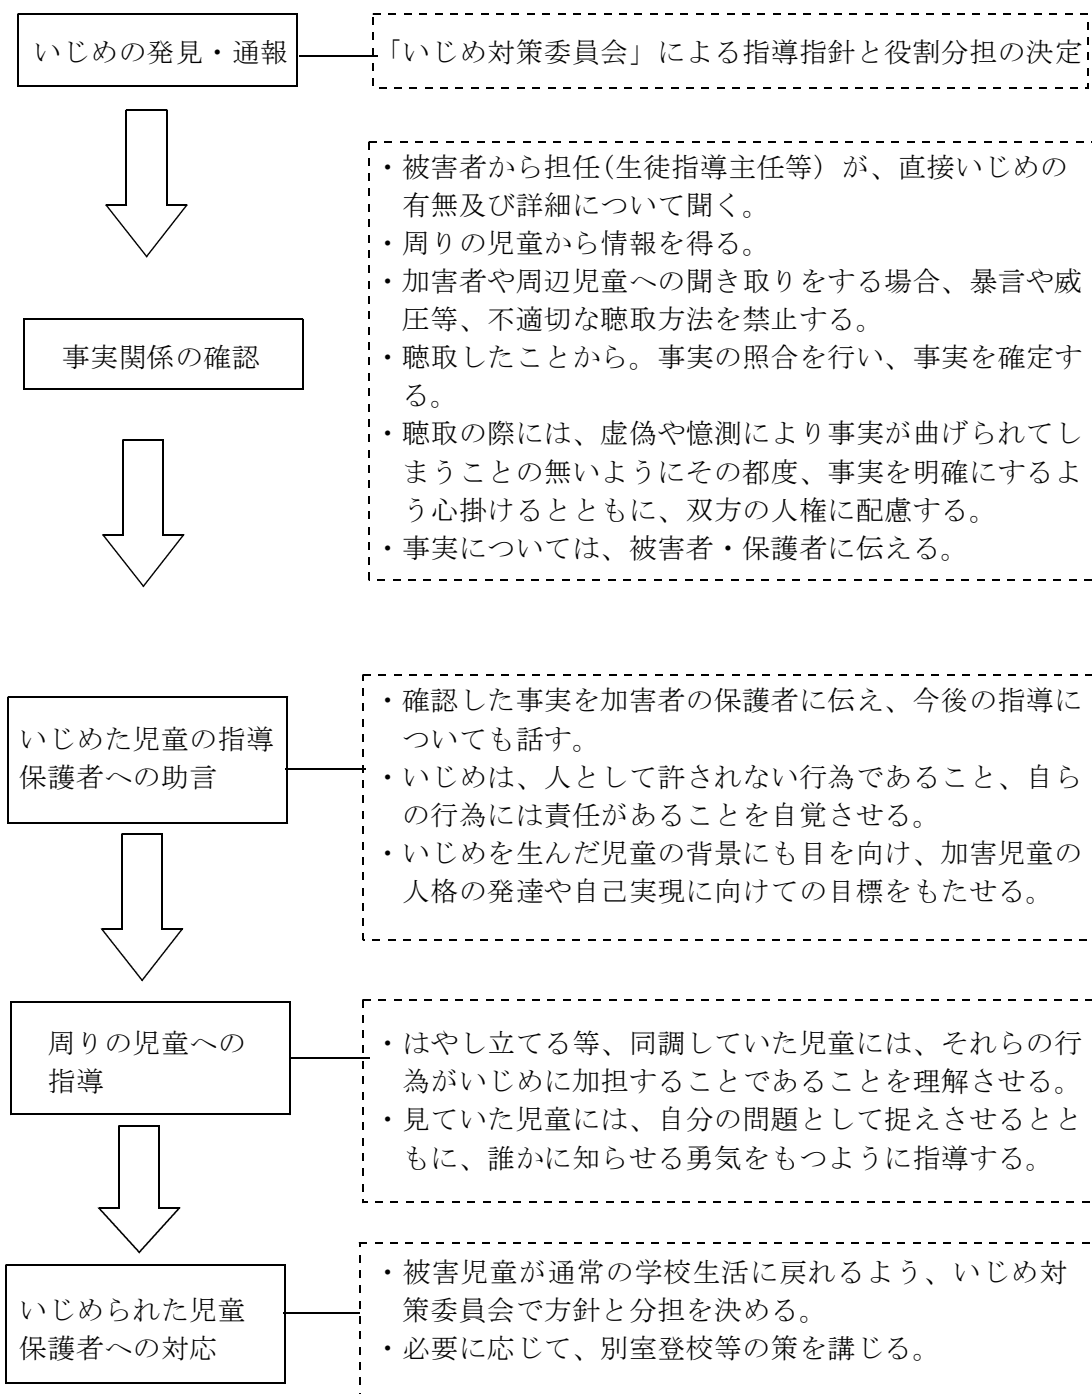 いじめの発見・通報
「いじめ対策委員会」による指導指針と役割分担の決定
・被害者から担任(生徒指導主任等) が、直接いじめの
有無及び詳細について聞く。
・周りの児童から情報を得る。
・加害者や周辺児童への聞き取りをする場合、暴言や威
圧等、不適切な聴取方法を禁止する。
事実関係の確認
・聴取したことから。事実の照合を行い、事実を確定す
る。
・聴取の際には、虚偽や憶測により事実が曲げられてし
まうことの無いようにその都度、事実を明確にするよ
う心掛けるとともに、双方の人権に配慮する。
・事実については、被害者・保護者に伝える。
いじめた児童の指導
保護者への助言
・確認した事実を加害者の保護者に伝え、今後の指導に
ついても話す。
・いじめは、人として許されない行為であること、自ら
の行為には責任があることを自覚させる。
・いじめを生んだ児童の背景にも目を向け、加害児童の
人格の発達や自己実現に向けての目標をもたせる。
周りの児童への
指導
・はやし立てる等、同調していた児童には、それらの行
為がいじめに加担することであることを理解させる。
・見ていた児童には、自分の問題として捉えさせるとと
もに、誰かに知らせる勇気をもつように指導する。
いじめられた児童
保護者への対応
・被害児童が通常の学校生活に戻れるよう、いじめ対
策委員会で方針と分担を決める。
・必要に応じて、別室登校等の策を講じる。